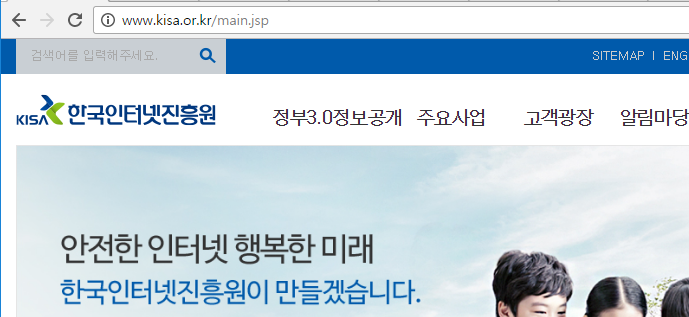 www.kisa.or.kr/main.jsp
검색어를 입력해주세요.
SITEMAP | ENG
KISA 한국인터넷진흥원
정부3.0정보공개 주요사업 고객광장 알림마당
안전한 인터넷 행복한 미래
한국인터넷진흥원이 만들겠습니다.